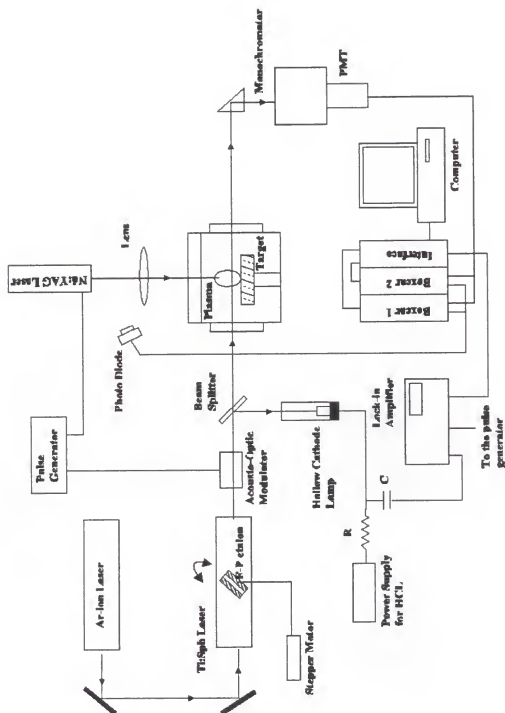 Ar-ion Laser
Pulse
Generator
Nd:YAG Laser
Photo Diode
Lens
Ti:Sph Laser
F-P etalon
Acousto-Optic
Modulator
Beam
Splitter
Plasma
Target
Monochromator
PMT
Stepper Motor
Hollow Cathode
Lamp
Power Supply
for HCL
R
C
Lock-in
Amplifier
To the pulse
generator
Boxcar 1
Boxcar 2
Interface
Computer